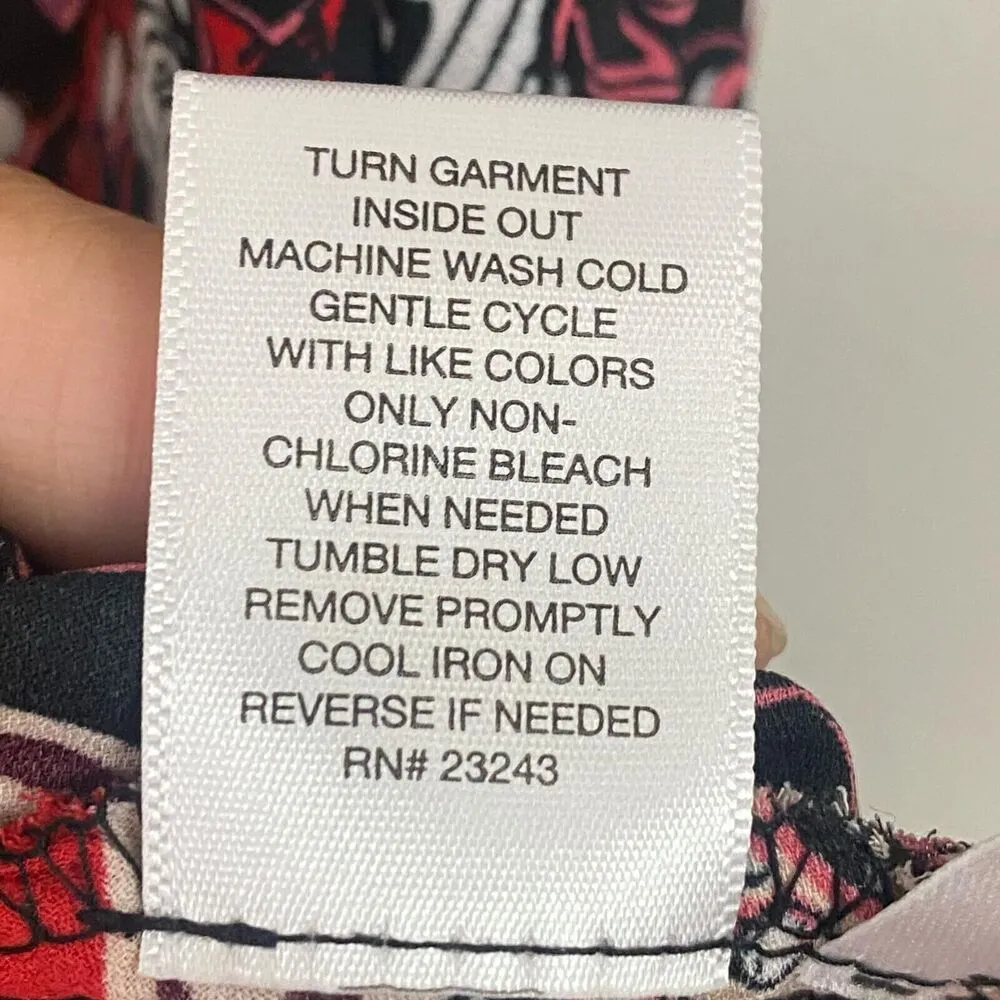 TURN GARMENT
INSIDE OUT
MACHINE WASH COLD
GENTLE CYCLE
WITH LIKE COLORS
ONLY NON-
CHLORINE BLEACH
WHEN NEEDED
TUMBLE DRY LOW
REMOVE PROMPTLY
COOL IRON ON
REVERSE IF NEEDED
RN# 23243